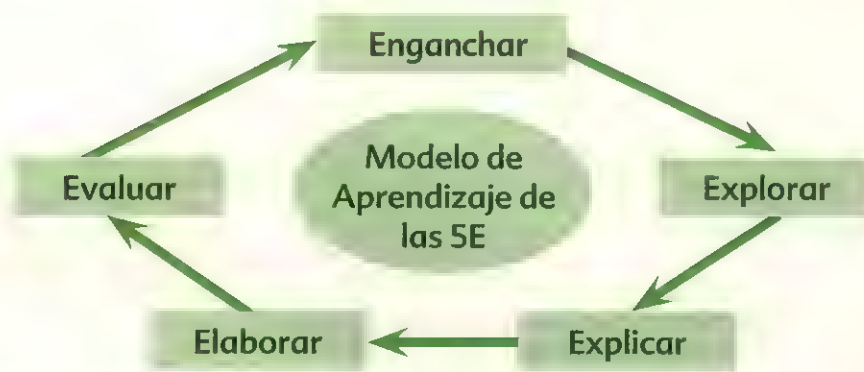 Enganchar
Explorar
Explicar
Elaborar
Evaluar
Modelo de
Aprendizaje de
las 5E